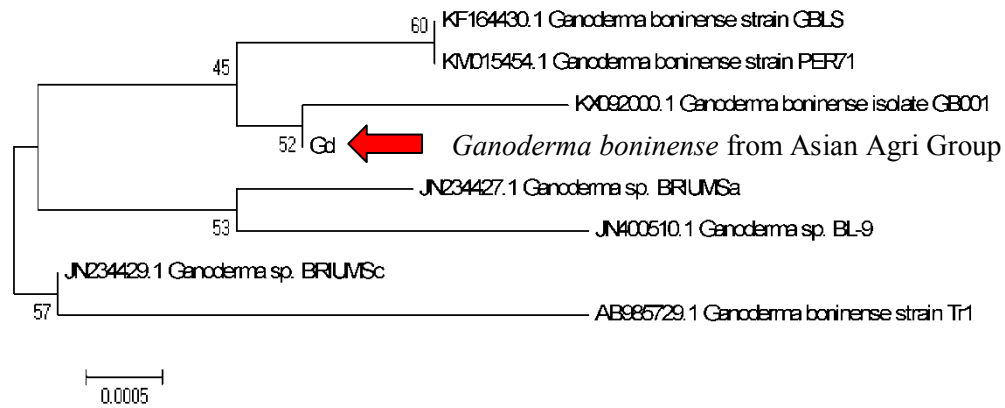 60
KF164430.1 Ganoderma boninense strain GBLS
KM015454.1 Ganoderma boninense strain PER71
45
KX092000.1 Ganoderma boninense isolate GB001
52
Gd
Ganoderma boninense from Asian Agri Group
JN234427.1 Ganoderma sp. BRIUMSa
53
JN400510.1 Ganoderma sp. BL-9
JN234429.1 Ganoderma sp. BRIUMSc
57
AB985729.1 Ganoderma boninense strain Tr1
0.0005